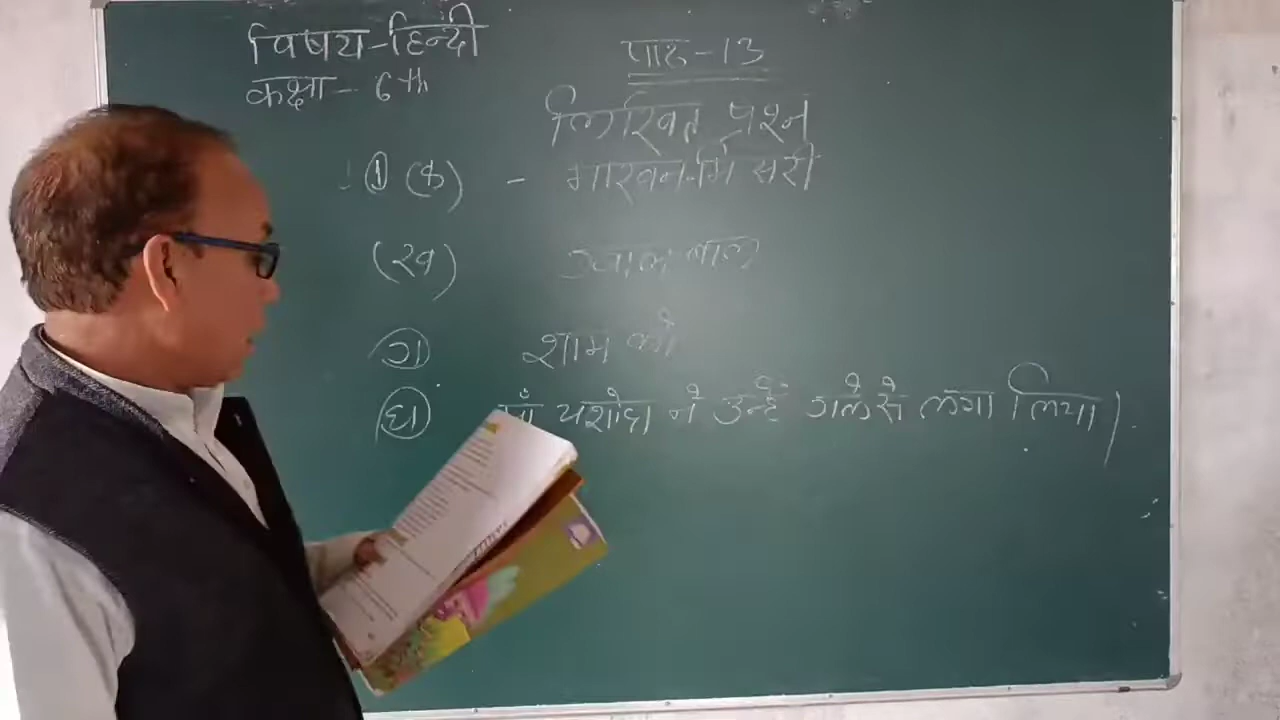 विषय-हिन्दी
कक्षा- 6th
पाठ-13
लिखित प्रश्न
① (क) - माखन-मिसरी
(ख) ग्वाल बाल
ग शाम को
घ माँ यशोदा ने उन्हें गले से लगा लिया।